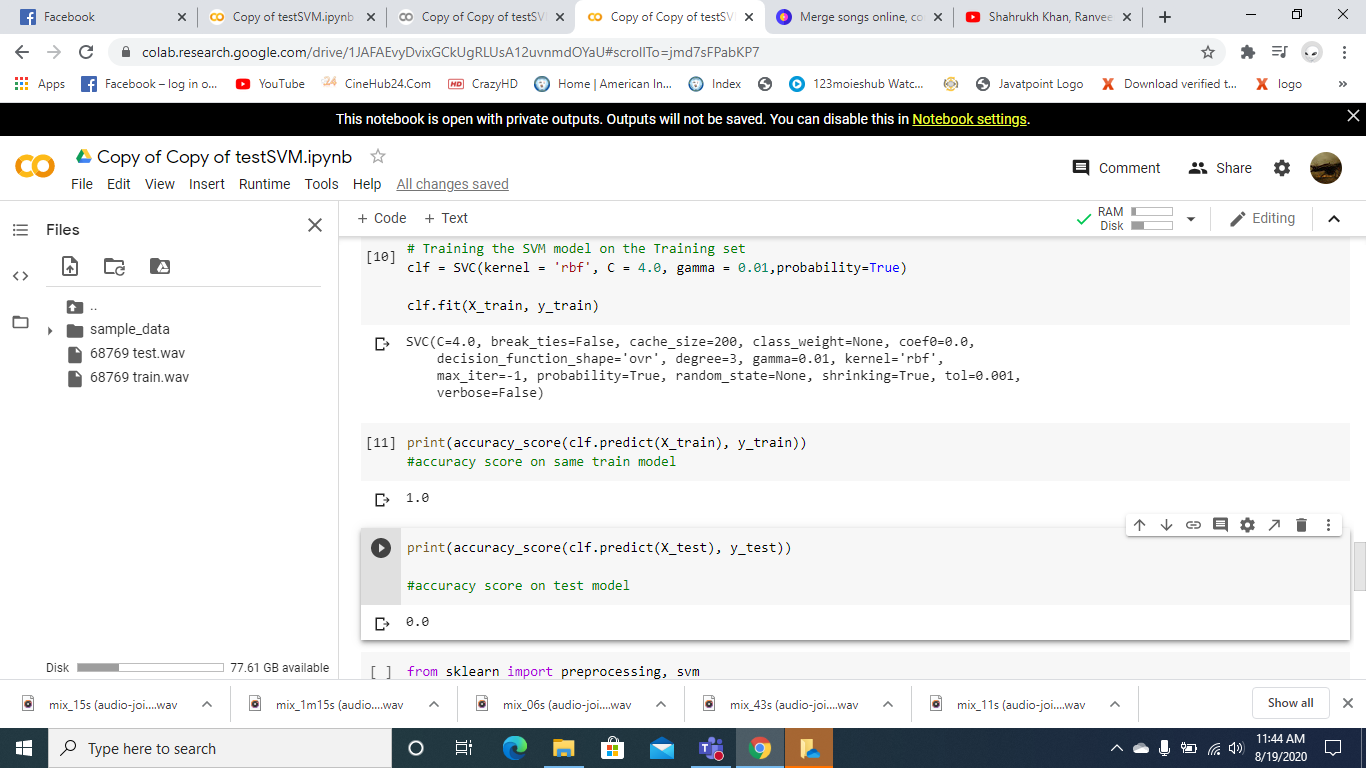 Facebook
Copy of testSVM.ipynb
Copy of Copy of testSV
Copy of Copy of testSV
Merge songs online, co
Shahrukh Khan, Ranvee
colab.research.google.com/drive/1JAFAEvyDvixGCkUgRLUsA12uvnmdOYaU#scrollTo=jmd7sFPabKP7
Apps
Facebook – log in o...
YouTube
24
CineHub24.Com
HD
CrazyHD
Home | American In...
Index
123moieshub Watc...
Javatpoint Logo
Download verified t...
logo
»
This notebook is open with private outputs. Outputs will not be saved. You can disable this in Notebook settings.
CO
Copy of Copy of testSVM.ipynb
File Edit View Insert Runtime Tools Help All changes saved
Comment
Share
Files
+ Code + Text
RAM
Disk
Editing
..
sample_data
68769 test.wav
68769 train.wav
Disk
77.61 GB available
[10] # Training the SVM model on the Training set
clf = SVC(kernel = 'rbf', C = 4.0, gamma = 0.01,probability=True)
clf.fit(X_train, y_train)
SVC(C=4.0, break_ties=False, cache_size=200, class_weight=None, coef0=0.0,
decision_function_shape='ovr', degree=3, gamma=0.01, kernel='rbf',
max_iter=-1, probability=True, random_state=None, shrinking=True, tol=0.001,
verbose=False)
[11] print(accuracy_score(clf.predict(X_train), y_train))
#accuracy score on same train model
1.0
print(accuracy_score(clf.predict(X_test), y_test))
#accuracy score on test model
0.0
[ ] from sklearn import preprocessing, svm
mix_15s (audio-joi....wav
mix_1m15s (audio....wav
mix_06s (audio-joi....wav
mix_43s (audio-joi....wav
mix_11s (audio-joi....wav
Show all
Type here to search
11:44 AM
8/19/2020